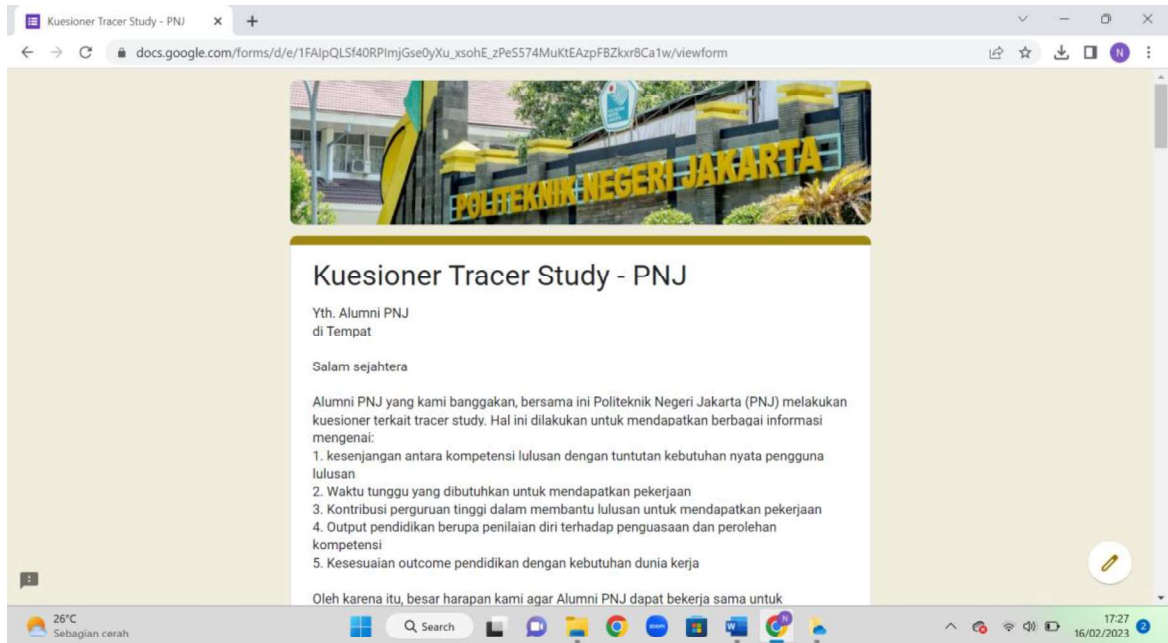 Kuesioner Tracer Study - PNJ
docs.google.com/forms/d/e/1FAIpQLSf40RPlmjGse0yXu_xsohE_zPeS574MuKtEAzpFBZkxr8Ca1w/viewform
N
POLITEKNIK NEGERI JAKARTA
Kuesioner Tracer Study - PNJ
Yth. Alumni PNJ
di Tempat
Salam sejahtera
Alumni PNJ yang kami banggakan, bersama ini Politeknik Negeri Jakarta (PNJ) melakukan
kuesioner terkait tracer study. Hal ini dilakukan untuk mendapatkan berbagai informasi
mengenai:
1. kesenjangan antara kompetensi lulusan dengan tuntutan kebutuhan nyata pengguna
lulusan
2. Waktu tunggu yang dibutuhkan untuk mendapatkan pekerjaan
3. Kontribusi perguruan tinggi dalam membantu lulusan untuk mendapatkan pekerjaan
4. Output pendidikan berupa penilaian diri terhadap penguasaan dan perolehan
kompetensi
5. Kesesuaian outcome pendidikan dengan kebutuhan dunia kerja
Oleh karena itu, besar harapan kami agar Alumni PNJ dapat bekerja sama untuk
26°C
Sebagian cerah
Search
zoom
W
17:27
16/02/2023
2